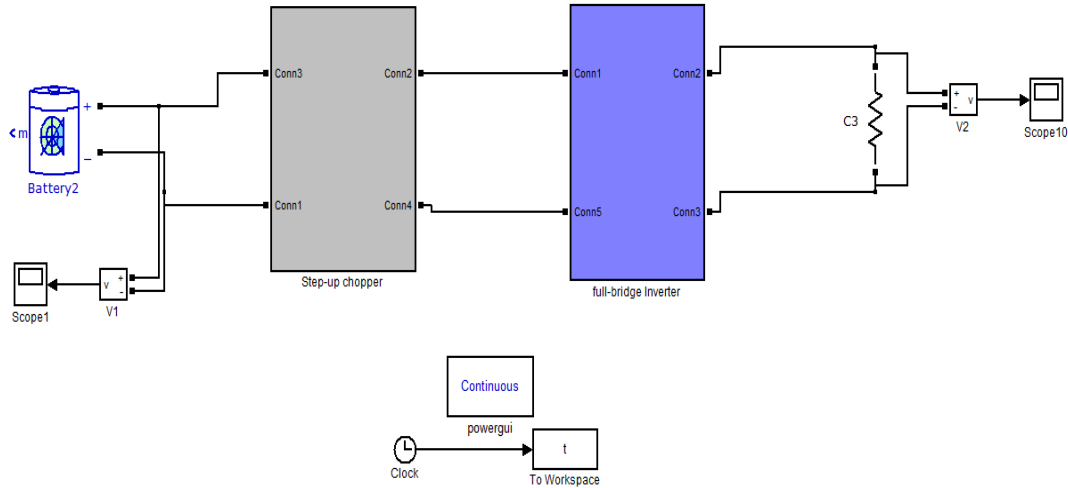 Conn3
Conn2
Conn1
Conn2
+
< m
−
Battery2
C3
+
-
v
V2
Scope10
Conn1
Conn4
Conn5
Conn3
Step-up chopper
full-bridge Inverter
Scope1
v
+
-
V1
Continuous
powergui
Clock
t
To Workspace